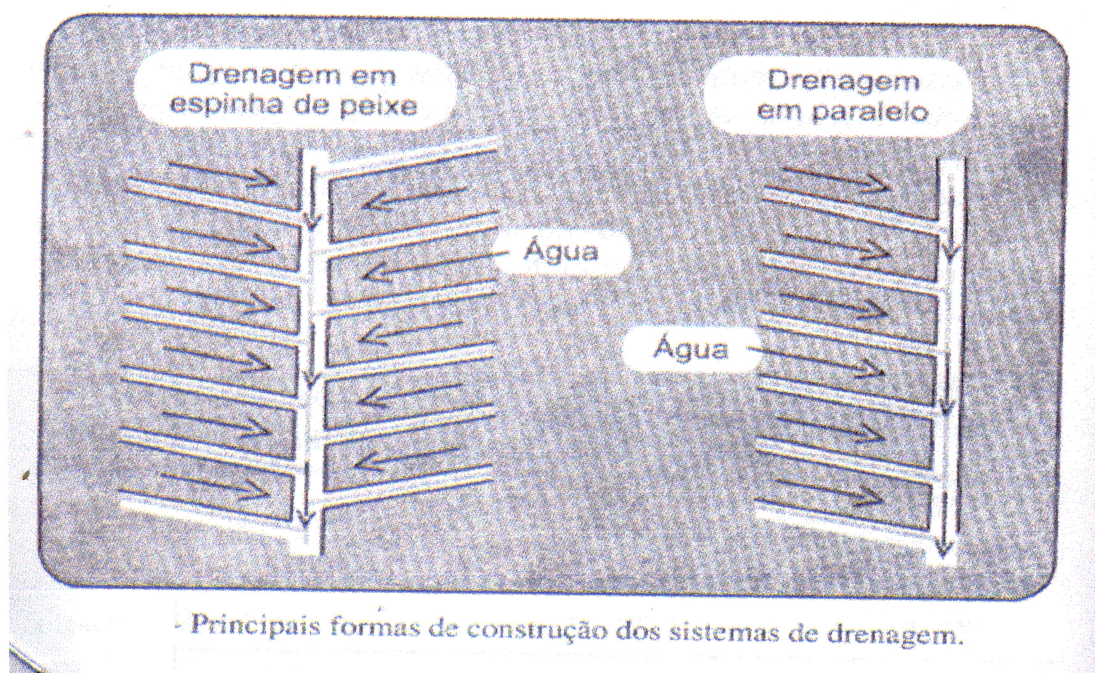 Drenagem em
espinha de peixe
Drenagem
em paralelo
Água
Água
- Principais formas de construção dos sistemas de drenagem.